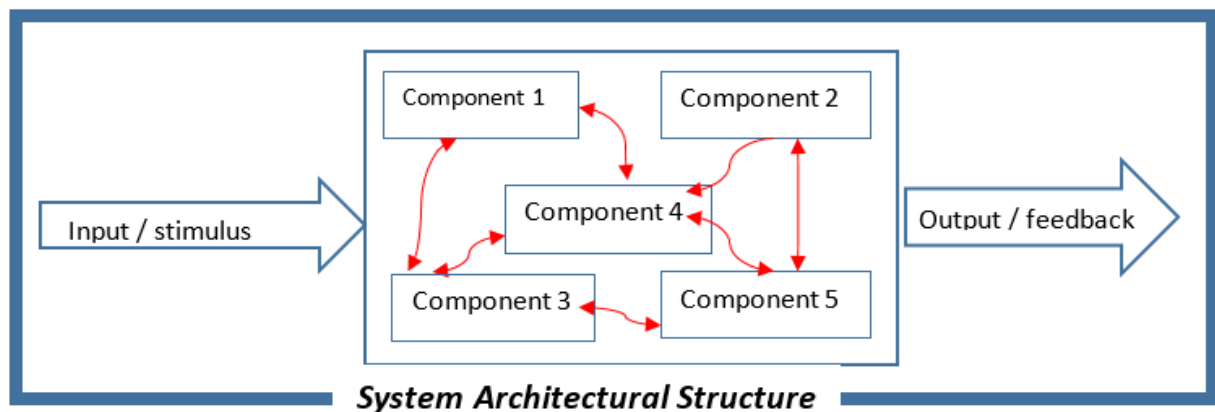 Component 1
Component 2
Input / stimulus
Component 4
Output / feedback
Component 3
Component 5
System Architectural Structure